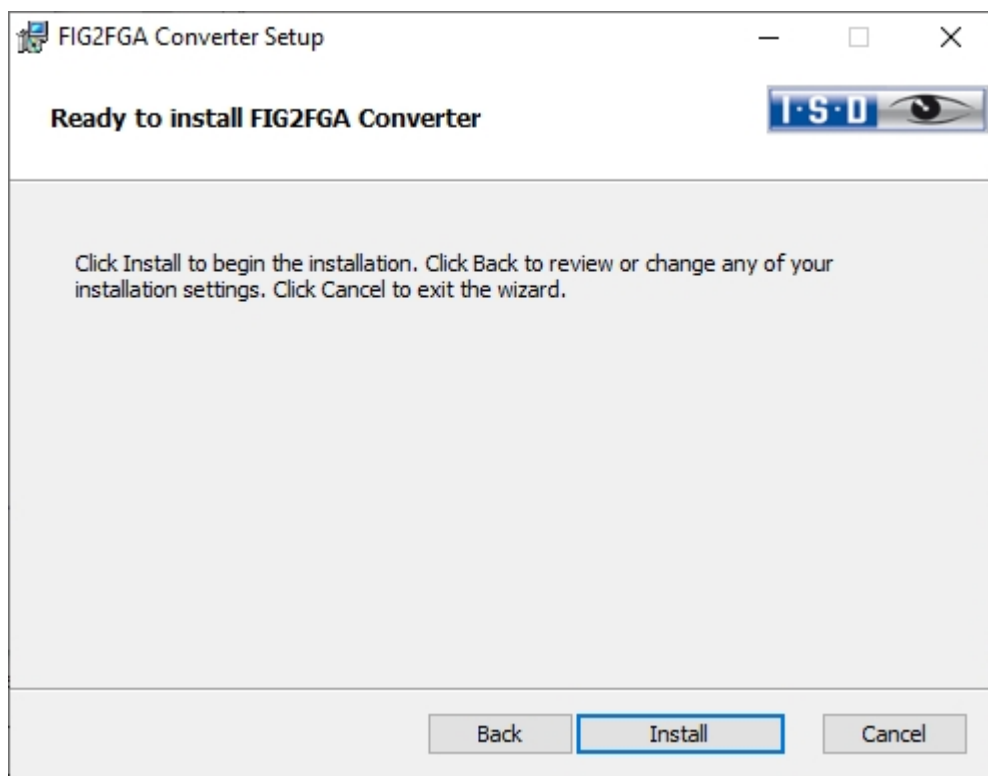 FIG2FGA Converter Setup
Ready to install FIG2FGA Converter
I·S·D
Click Install to begin the installation. Click Back to review or change any of your
installation settings. Click Cancel to exit the wizard.
Back
Install
Cancel